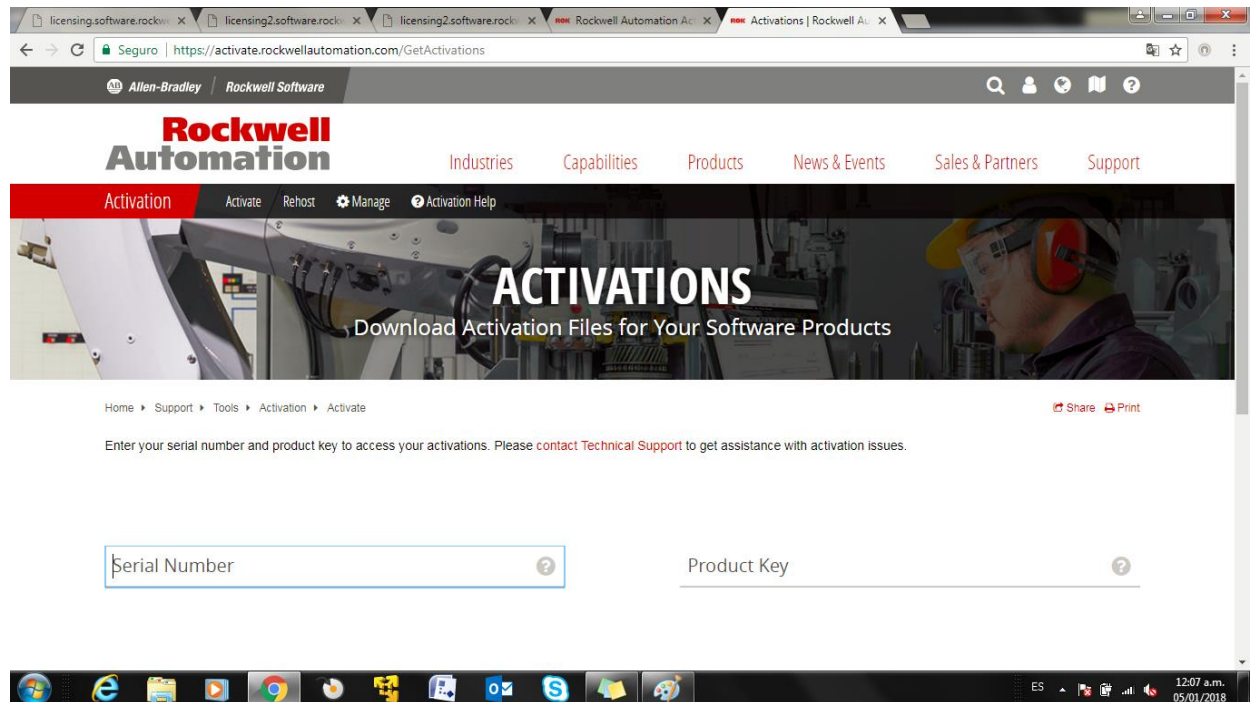 licensing.software.rockwe
licensing2.software.rock
licensing2.software.rock
Rockwell Automation Act
Activations | Rockwell Au
Seguro | https://activate.rockwellautomation.com/GetActivations
AB Allen-Bradley Rockwell Software
Rockwell
Automation
Industries Capabilities Products News & Events Sales & Partners Support
Activation Activate Rehost Manage Activation Help
ACTIVATIONS
Download Activation Files for Your Software Products
Home Support Tools Activation Activate Share Print
Enter your serial number and product key to access your activations. Please contact Technical Support to get assistance with activation issues.
Serial Number Product Key
ES 12:07 a.m.
05/01/2018